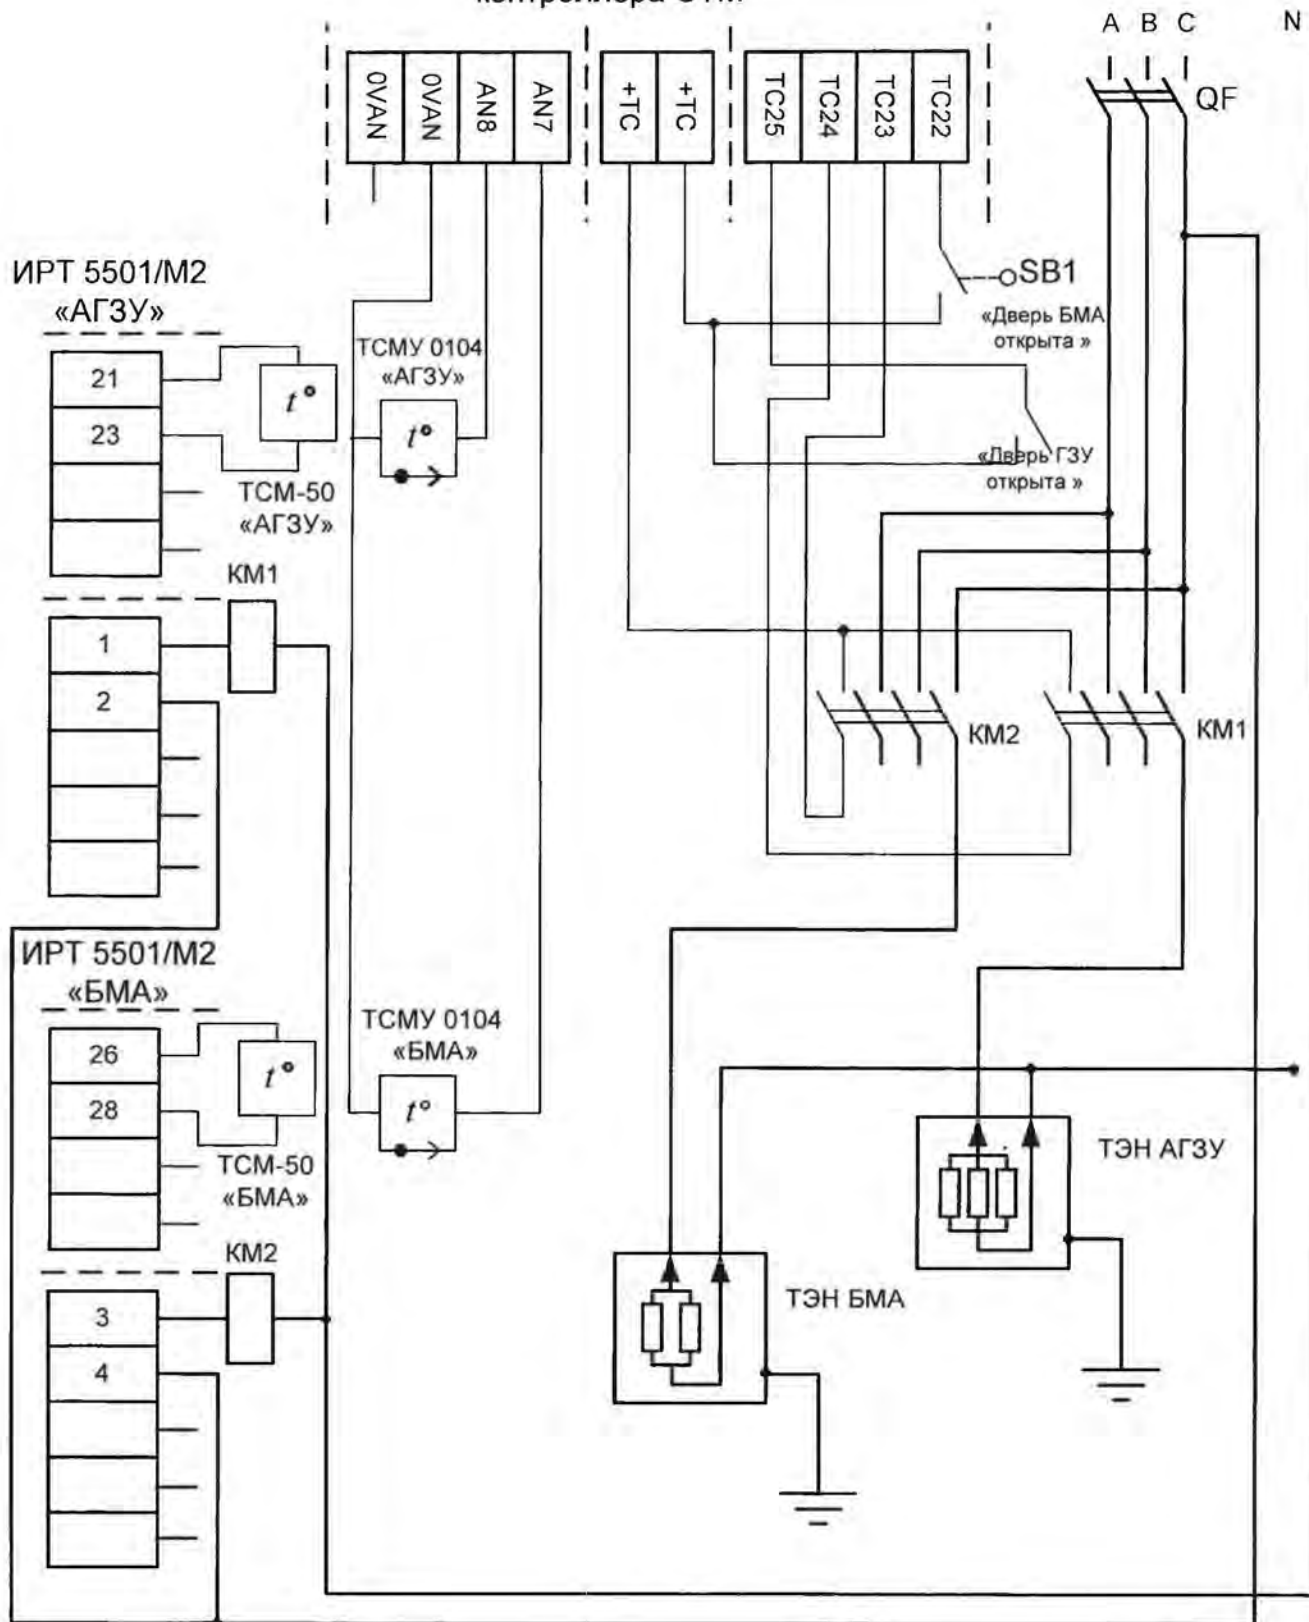 A B C N
QF
0VAN
0VAN
AN8
AN7
+TC
+TC
TC25
TC24
TC23
TC22
SB1
«Дверь БМА
открыта »
«Дверь ГЗУ
открыта »
ИРТ 5501/М2
«АГЗУ»
21
23
t°
ТСМ-50
«АГЗУ»
ТСМУ 0104
«АГЗУ»
t°
КМ1
1
2
КМ2
КМ1
ИРТ 5501/М2
«БМА»
26
28
t°
ТСМ-50
«БМА»
ТСМУ 0104
«БМА»
t°
ТЭН АГЗУ
КМ2
3
4
ТЭН БМА